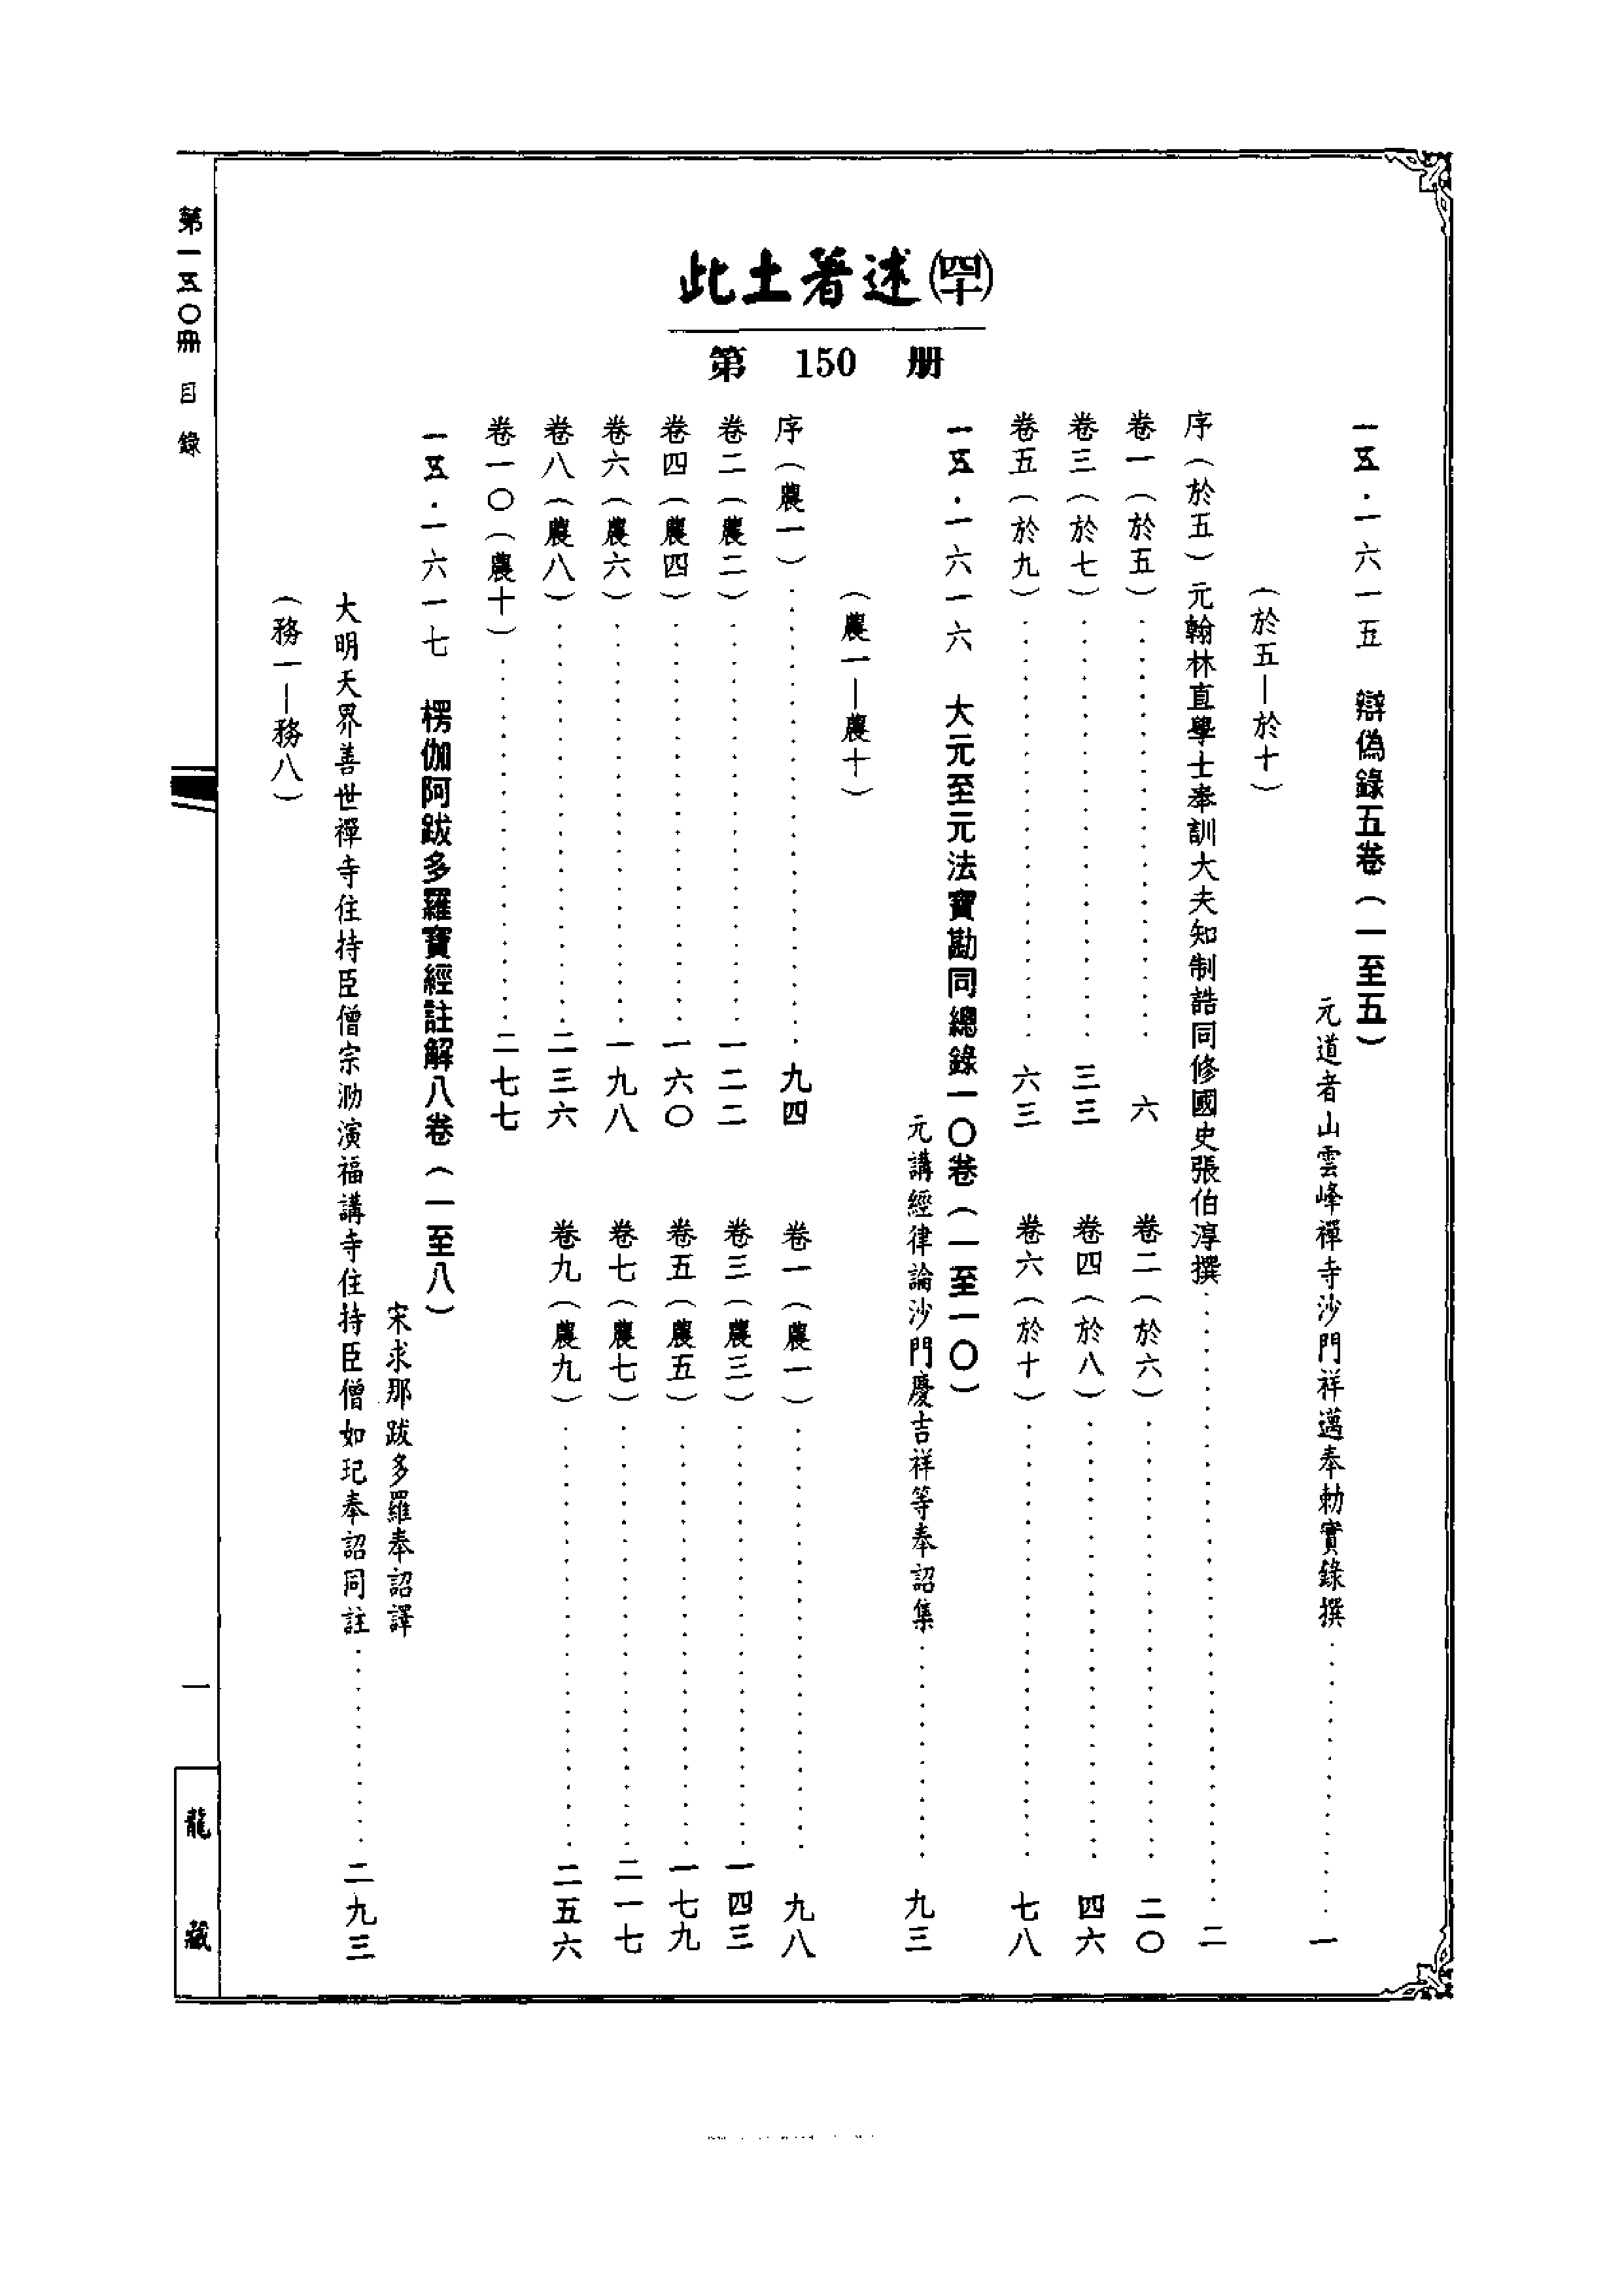 此土著述㈣十
第 150 册
一五·一六一五 辯偽錄五卷（一至五）
元道者山雲峰禪寺沙門祥邁奉勅實錄撰……一
（於五—於十）
序（於五）元翰林直學士奉訓大夫知制誥同修國史張伯淳撰……二
卷一（於五）……六 卷二（於六）……二〇
卷三（於七）……三三 卷四（於八）……四六
卷五（於九）……六三 卷六（於十）……七八
一五·一六一六 大元至元法寶勘同總錄一〇卷（一至一〇）
元講經律論沙門慶吉祥等奉詔集……九三
（農一—農十）
序（農一）……九四 卷一（農一）……九八
卷二（農二）……一二二 卷三（農三）……一四三
卷四（農四）……一六〇 卷五（農五）……一七九
卷六（農六）……一九八 卷七（農七）……二一七
卷八（農八）……二三六 卷九（農九）……二五六
卷一〇（農十）……二七七
一五·一六一七 楞伽阿跋多羅寶經註解八卷（一至八）
宋求那跋多羅奉詔譯
大明天界善世禪寺住持臣僧宗泐演福講寺住持臣僧如玘奉詔同註……二九三
（務一—務八）
第一五〇冊 目錄
一
龍藏